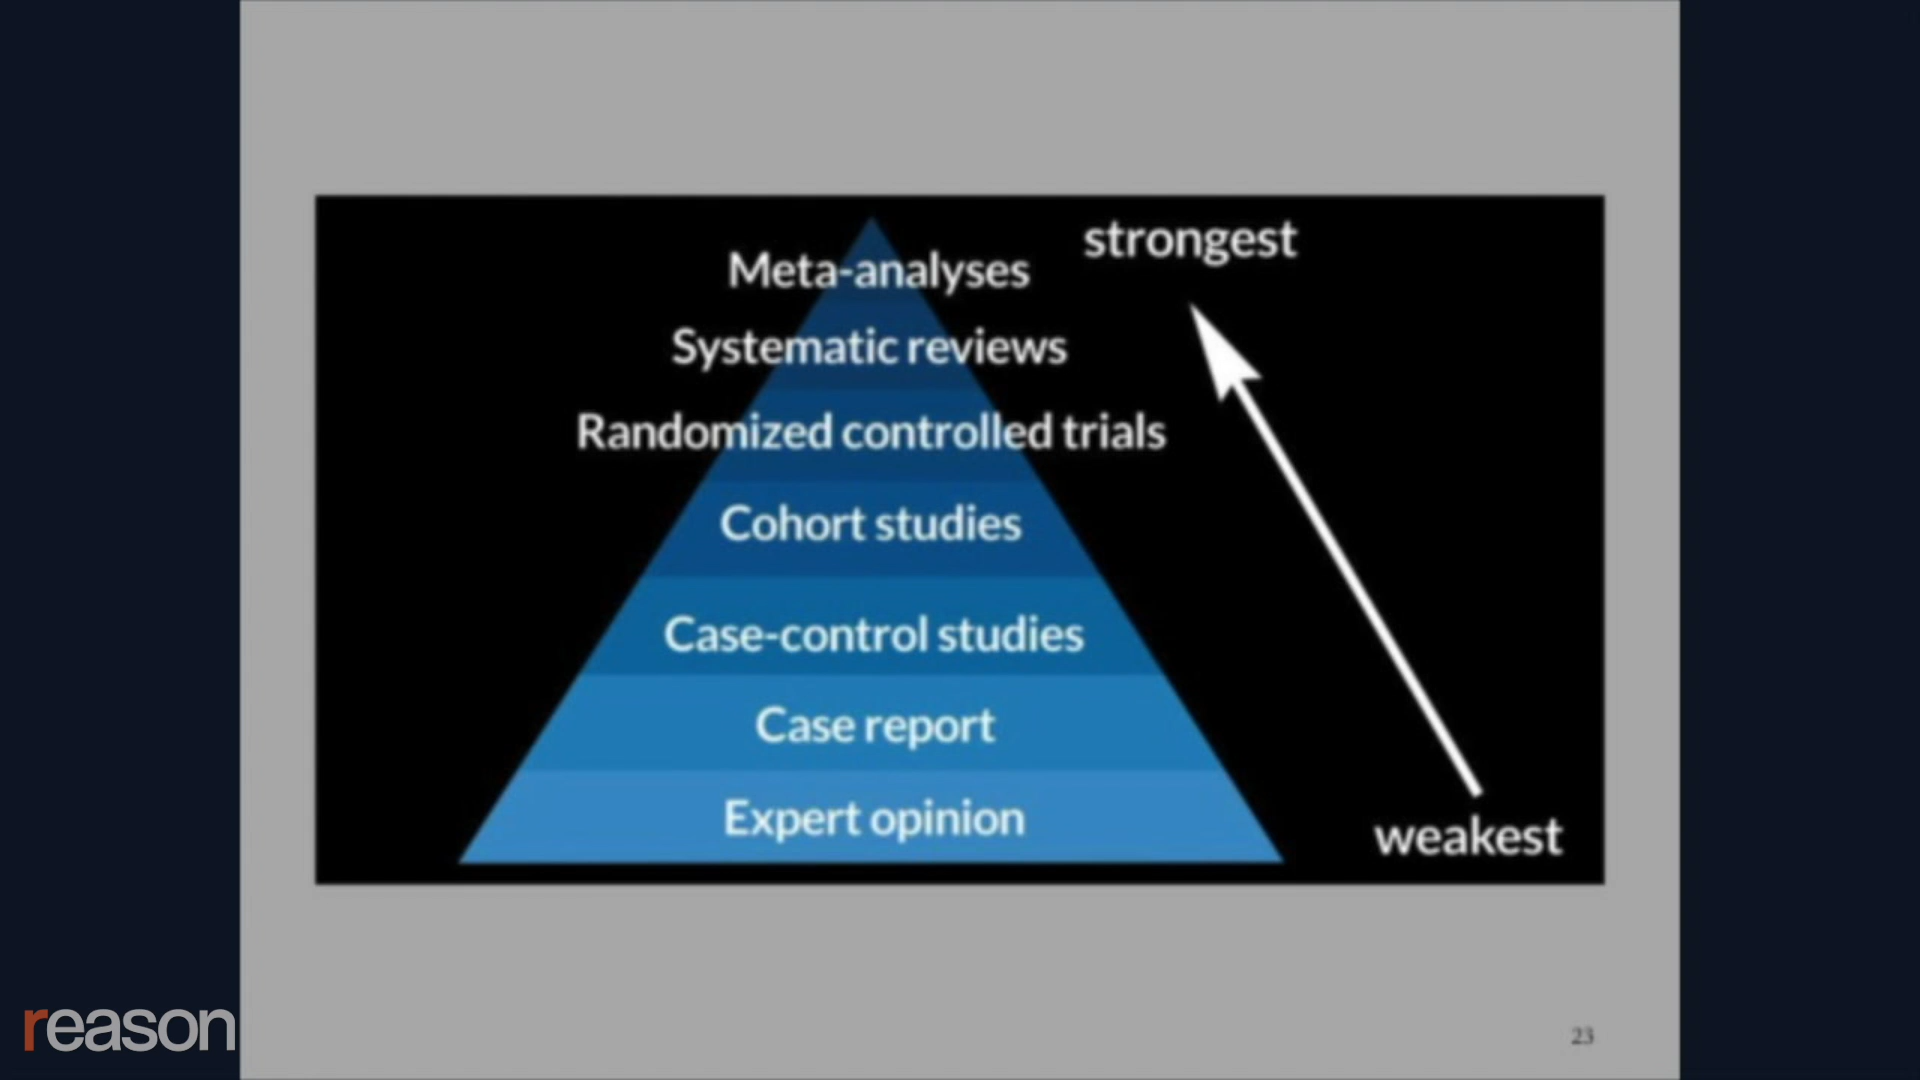 strongest
Meta-analyses
Systematic reviews
Randomized controlled trials
Cohort studies
Case-control studies
Case report
Expert opinion
weakest
reason
23